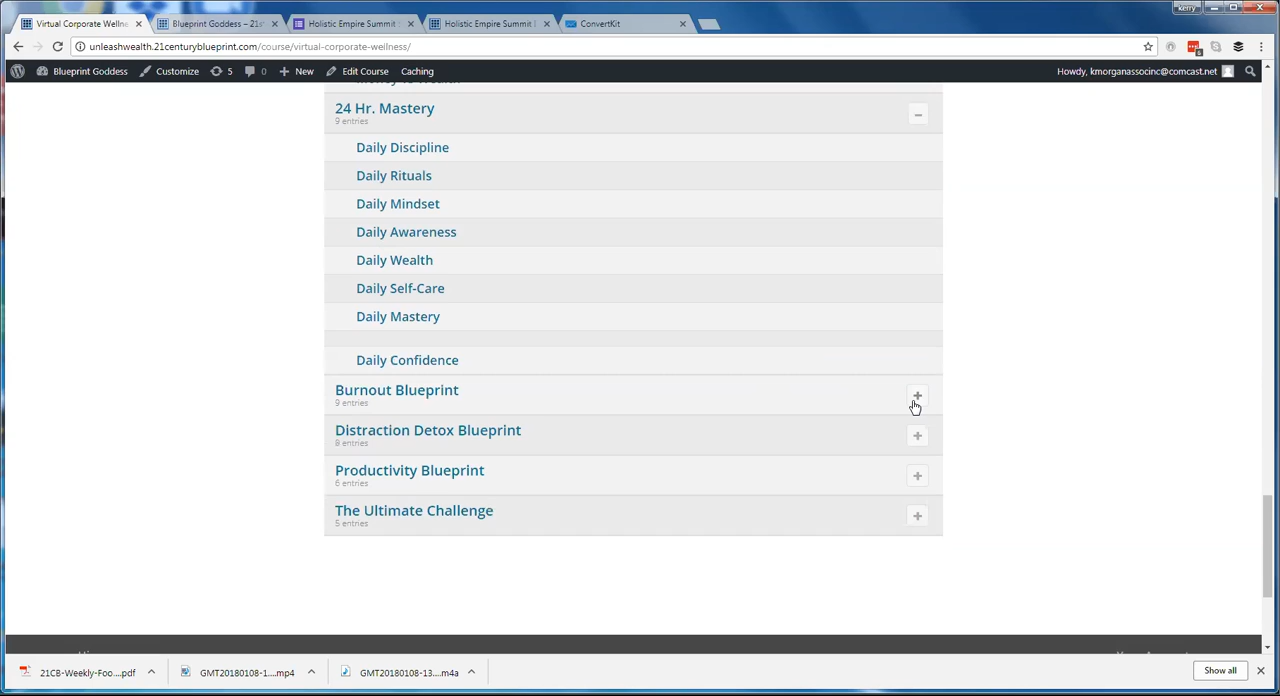 kerry
Virtual Corporate Wellne
Blueprint Goddess – 21s
Holistic Empire Summit
Holistic Empire Summit
ConvertKit
unleashwealth.21centuryblueprint.com/course/virtual-corporate-wellness/
Blueprint Goddess
Customize
5
0
New
Edit Course
Caching
Howdy, kmorganassocinc@comcast.net
24 Hr. Mastery
9 entries
Daily Discipline
Daily Rituals
Daily Mindset
Daily Awareness
Daily Wealth
Daily Self-Care
Daily Mastery
Daily Confidence
Burnout Blueprint
9 entries
Distraction Detox Blueprint
8 entries
Productivity Blueprint
6 entries
The Ultimate Challenge
5 entries
21CB-Weekly-Foo....pdf
GMT20180108-1....mp4
GMT20180108-13....m4a
Show all